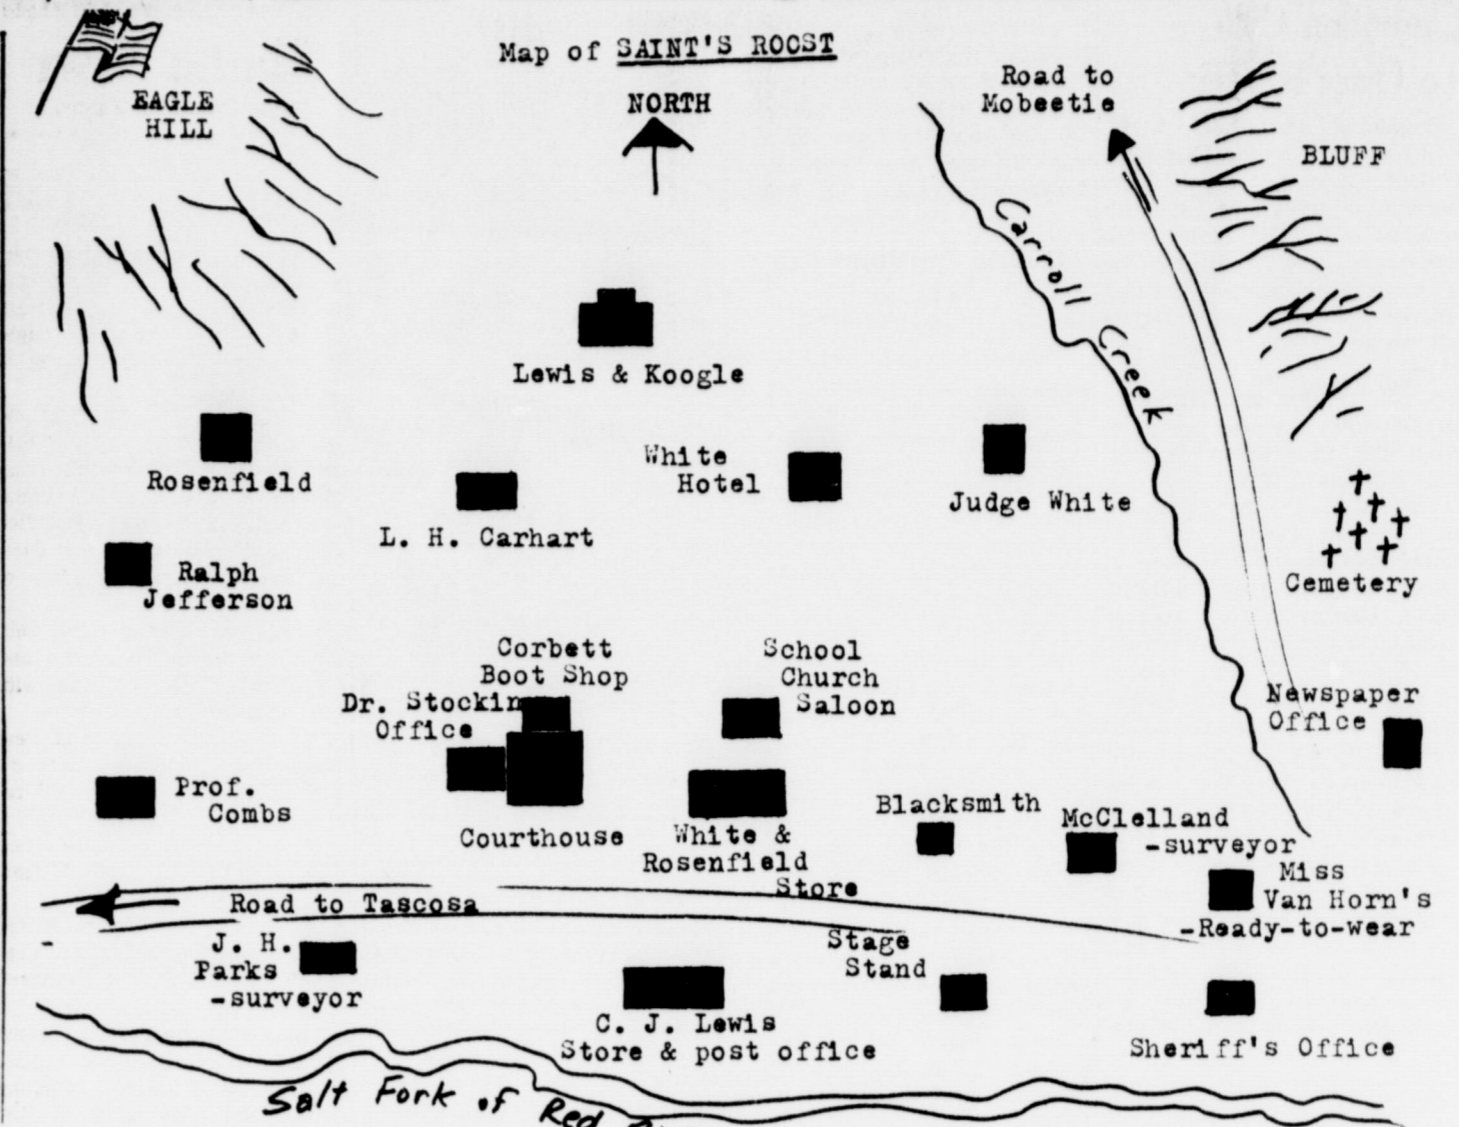 Map of SAINT'S ROOST
NORTH
EAGLE
HILL
Road to
Mobeetie
BLUFF
Carroll Creek
Lewis & Koogle
Rosenfield
L. H. Carhart
White
Hotel
Judge White
Ralph
Jefferson
Cemetery
Corbett
Boot Shop
Dr. Stockin
Office
School
Church
Saloon
Newspaper
Office
Prof.
Combs
Courthouse
White &
Rosenfield
Store
Blacksmith
McClelland
-surveyor
Miss
Van Horn's
-Ready-to-wear
Road to Tascosa
J. H.
Parks
-surveyor
Stage
Stand
C. J. Lewis
Store & post office
Sheriff's Office
Salt Fork of Red